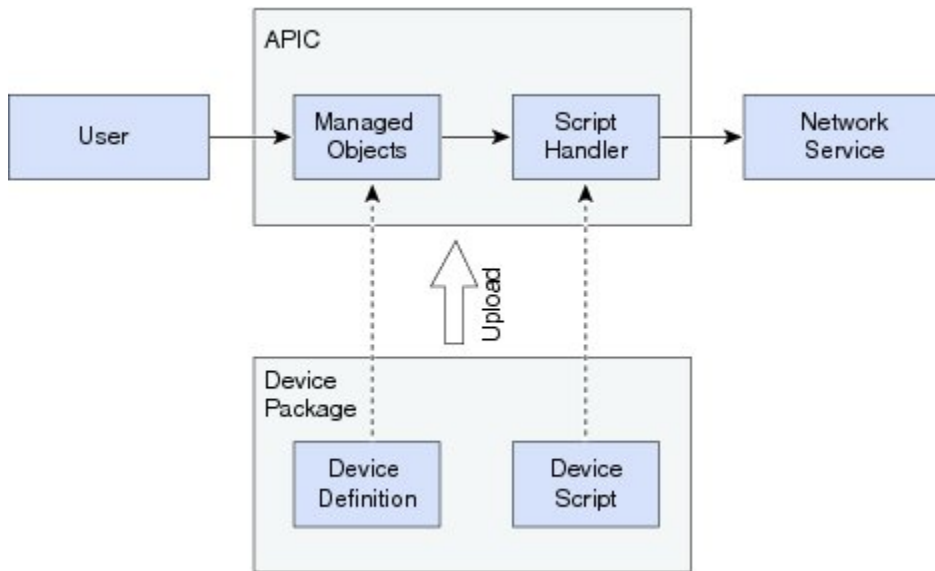 APIC
User
Managed
Objects
Script
Handler
Network
Service
Upload
Device
Package
Device
Definition
Device
Script